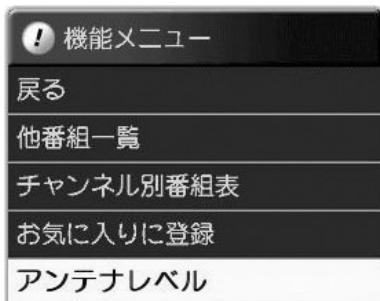 機能メニュー
戻る
他番組一覧
チャンネル別番組表
お気に入りに登録
アンテナレベル